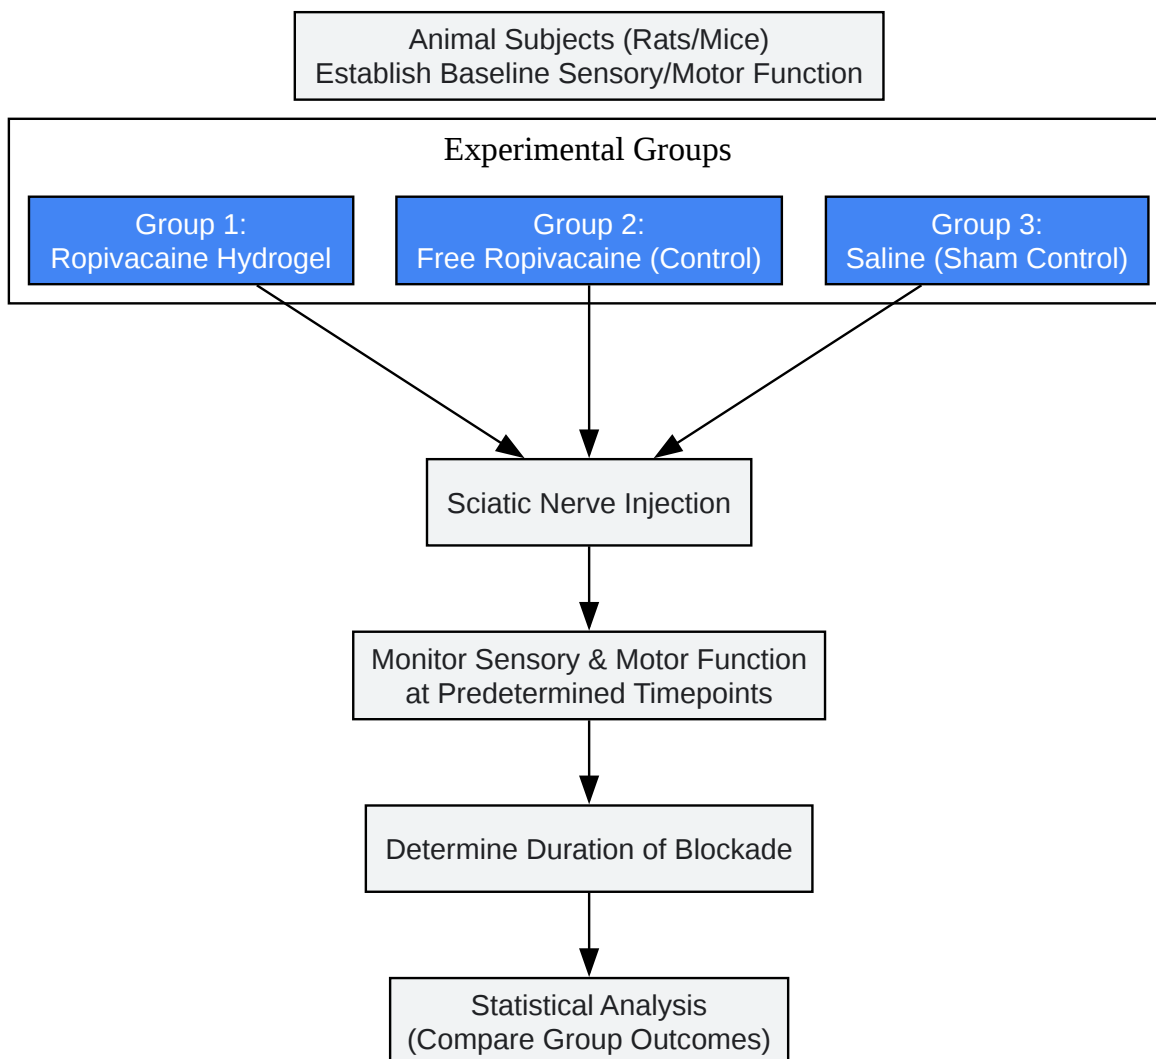 Animal Subjects (Rats/Mice)
Establish Baseline Sensory/Motor Function
Experimental Groups
Group 1:
Ropivacaine Hydrogel
Group 2:
Free Ropivacaine (Control)
Group 3:
Saline (Sham Control)
Sciatic Nerve Injection
Monitor Sensory & Motor Function
at Predetermined Timepoints
Determine Duration of Blockade
Statistical Analysis
(Compare Group Outcomes)